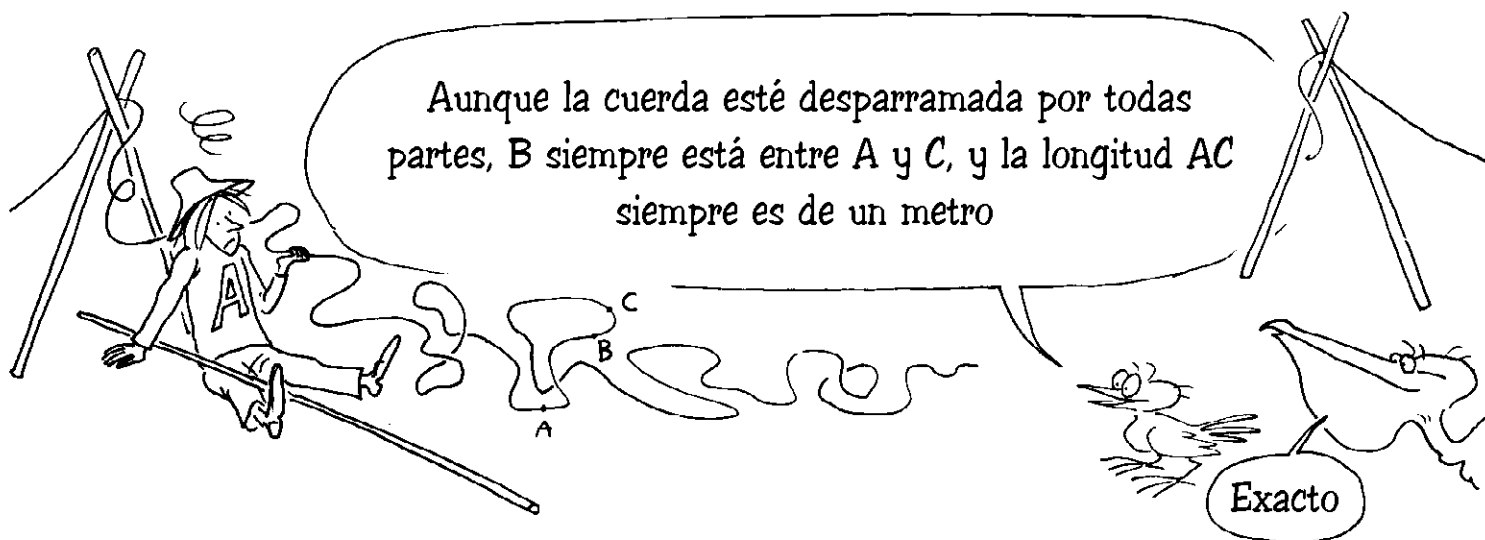 Aunque la cuerda esté desparramada por todas
partes, B siempre está entre A y C, y la longitud AC
siempre es de un metro
A
C
B
A
Exacto